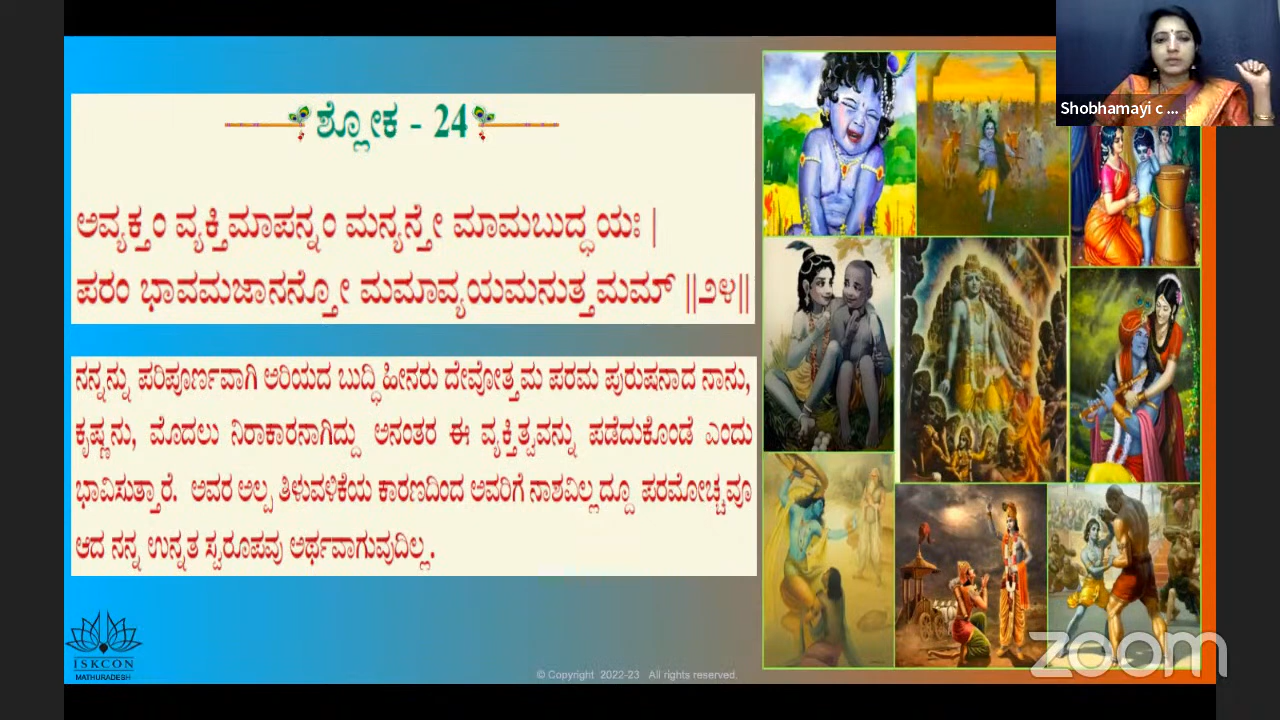 ಶ್ಲೋಕ - 24
ಅವ್ಯಕ್ತಂ ವ್ಯಕ್ತಿಮಾಪನ್ನಂ ಮನ್ಯನ್ತೇ ಮಾಮಬುದ್ಧಯಃ |
ಪರಂ ಭಾವಮಜಾನನ್ತೋ ಮಮಾವ್ಯಯಮನುತ್ತಮಮ್ ||೨೪||
ನನ್ನನ್ನು ಪರಿಪೂರ್ಣವಾಗಿ ಅರಿಯದ ಬುದ್ಧಿ ಹೀನರು ದೇವೋತ್ತಮ ಪರಮ ಪುರುಷನಾದ ನಾನು,
ಕೃಷ್ಣನು, ಮೊದಲು ನಿರಾಕಾರನಾಗಿದ್ದು ಅನಂತರ ಈ ವ್ಯಕ್ತಿತ್ವವನ್ನು ಪಡೆದುಕೊಂಡೆ ಎಂದು
ಭಾವಿಸುತ್ತಾರೆ. ಅವರ ಅಲ್ಪ ತಿಳುವಳಿಕೆಯ ಕಾರಣದಿಂದ ಅವರಿಗೆ ನಾಶವಿಲ್ಲದ್ದೂ ಪರಮೋಚ್ಚವೂ
ಆದ ನನ್ನ ಉನ್ನತ ಸ್ವರೂಪವು ಅರ್ಥವಾಗುವುದಿಲ್ಲ.
Shobhamayi c ...
ISKCON
MATHURADESH
© Copyright 2022-23 All rights reserved.
zoom